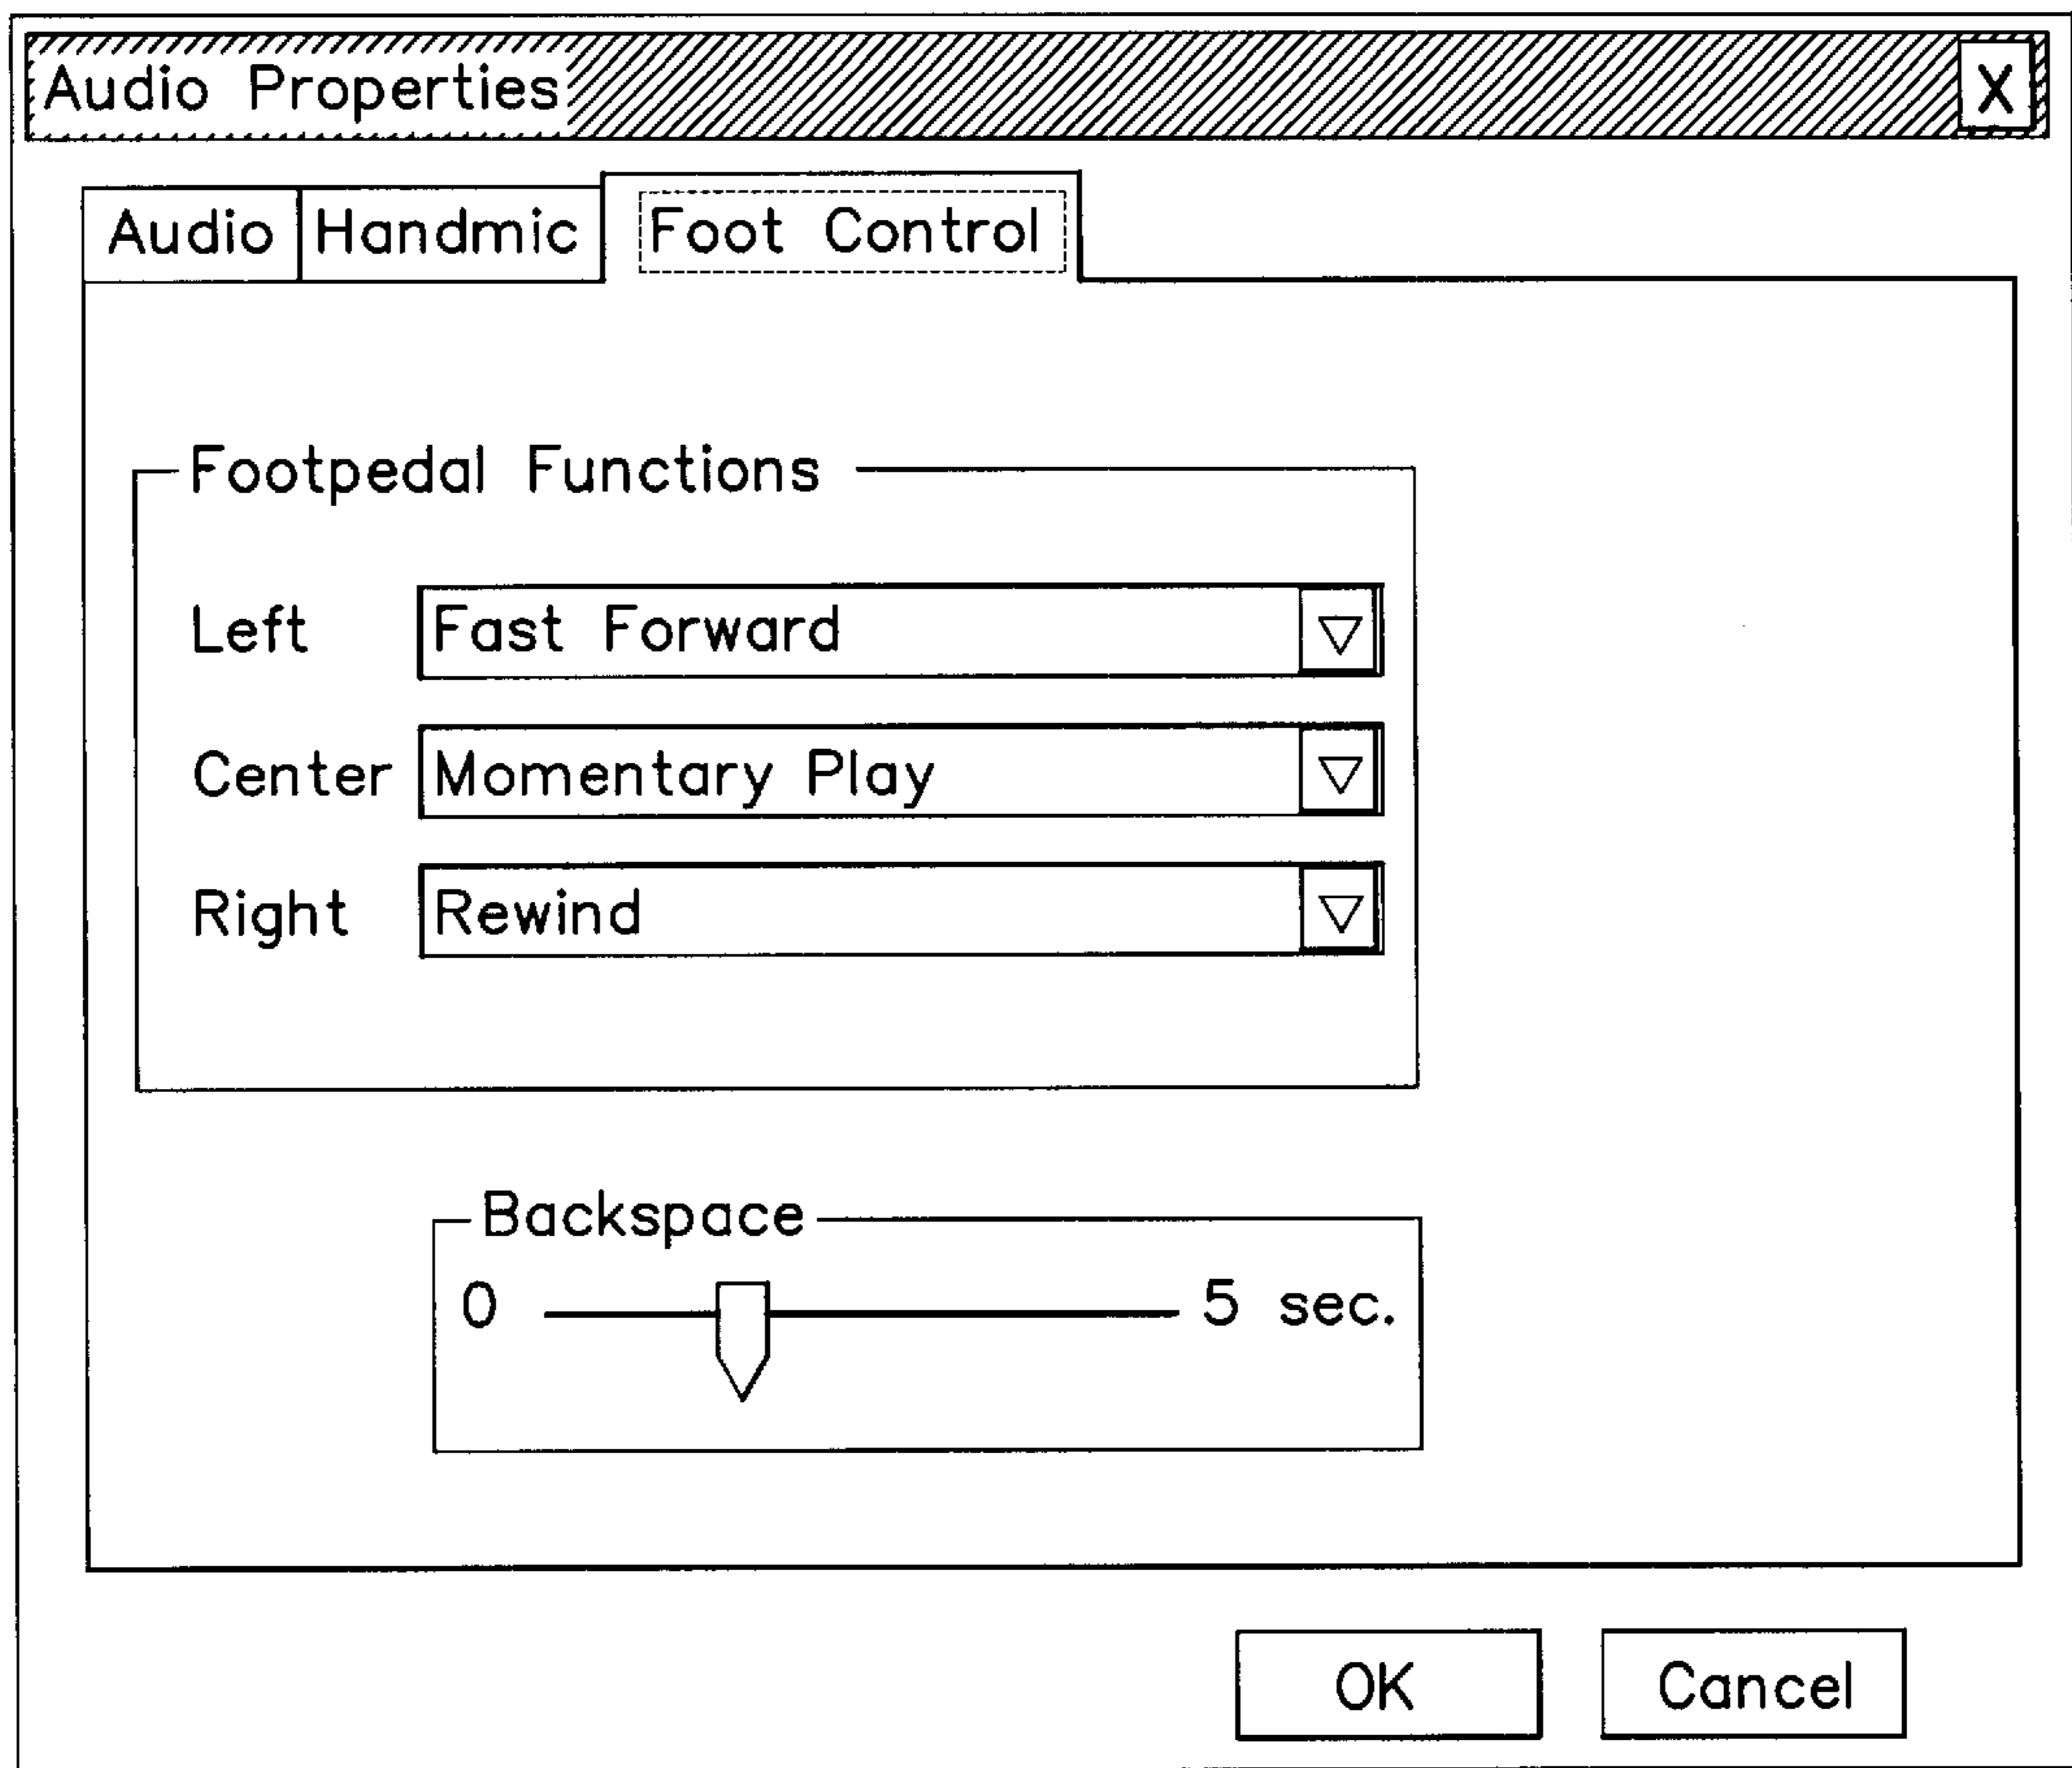 Audio Properties X
Audio Handmic Foot Control
Footpedal Functions
Left Fast Forward
Center Momentary Play
Right Rewind
Backspace
0 5 sec.
OK Cancel